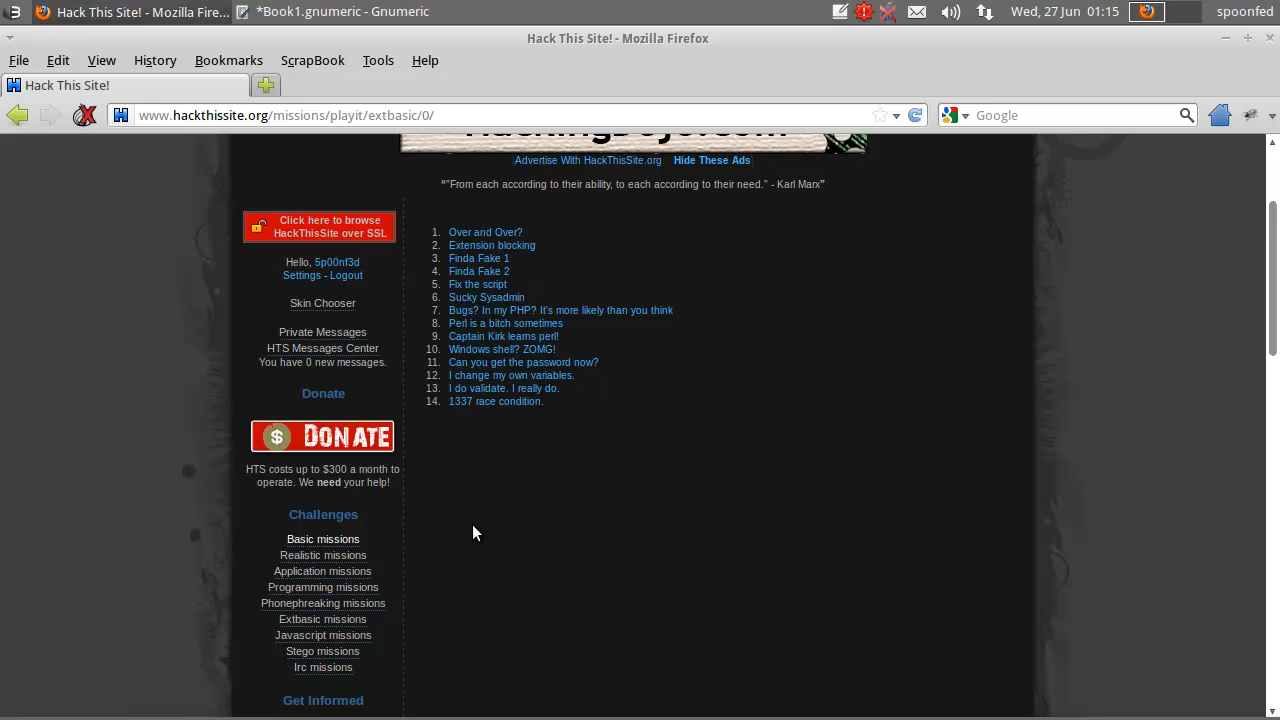 Hack This Site! - Mozilla Fire...
*Book1.gnumeric - Gnumeric
Wed, 27 Jun 01:15
spoonfed
Hack This Site! - Mozilla Firefox
File Edit View History Bookmarks ScrapBook Tools Help
Hack This Site!
www.hackthissite.org/missions/playit/extbasic/0/
Google
Advertise With HackThisSite.org Hide These Ads
“"From each according to their ability, to each according to their need." - Karl Marx”
Click here to browse
HackThisSite over SSL
Hello, 5p00nf3d
Settings - Logout
Skin Chooser
Private Messages
HTS Messages Center
You have 0 new messages.
Donate
$ DONATE
HTS costs up to $300 a month to
operate. We need your help!
Challenges
Basic missions
Realistic missions
Application missions
Programming missions
Phonephreaking missions
Extbasic missions
Javascript missions
Stego missions
Irc missions
Get Informed
1. Over and Over?
2. Extension blocking
3. Finda Fake 1
4. Finda Fake 2
5. Fix the script
6. Sucky Sysadmin
7. Bugs? In my PHP? It's more likely than you think
8. Perl is a bitch sometimes
9. Captain Kirk learns perl!
10. Windows shell? ZOMG!
11. Can you get the password now?
12. I change my own variables.
13. I do validate. I really do.
14. 1337 race condition.